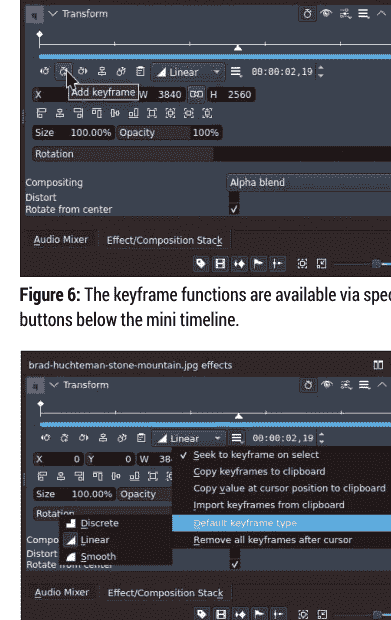 Transform
Linear
00:00:02,19
X
Add keyframe
W 3840
H 2560
Size 100.00% Opacity 100%
Rotation
Compositing Alpha blend
Distort
Rotate from center
Audio Mixer Effect/Composition Stack
Figure 6: The keyframe functions are available via spec
buttons below the mini timeline.
brad-huchteman-stone-mountain.jpg effects
Transform
Linear
00:00:02,19
X 0 Y 0 W 38
Seek to keyframe on select
Copy keyframes to clipboard
Size 100.00% Opacity
Copy value at cursor position to clipboard
Import keyframes from clipboard
Rotation
Discrete
Default keyframe type
Compo
Linear
Remove all keyframes after cursor
Distort
Smooth
Rotate from center
Audio Mixer Effect/Composition Stack